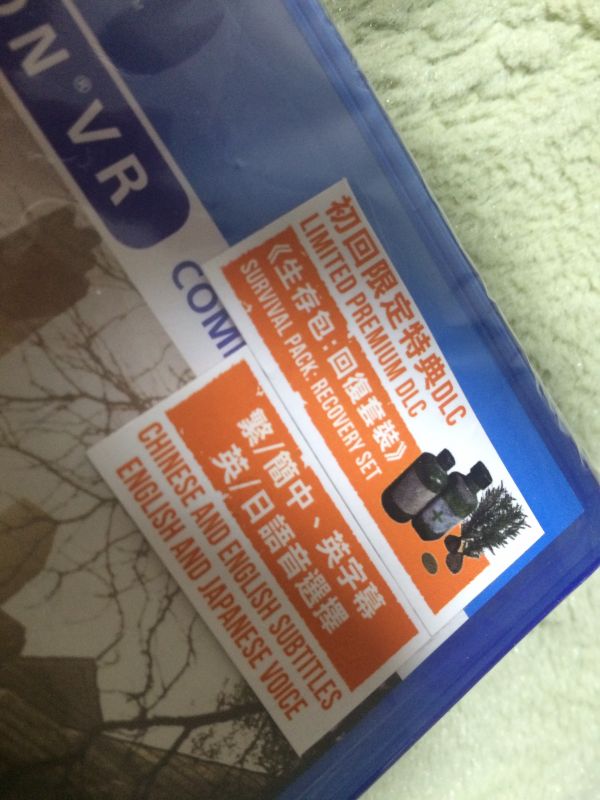 ON® VR
COMP
初回限定特典DLC
LIMITED PREMIUM DLC
《生存包:回復套裝》
SURVIVAL PACK: RECOVERY SET
繁/簡中、英字幕
英/日語音選擇
CHINESE AND ENGLISH SUBTITLES
ENGLISH AND JAPANESE VOICE